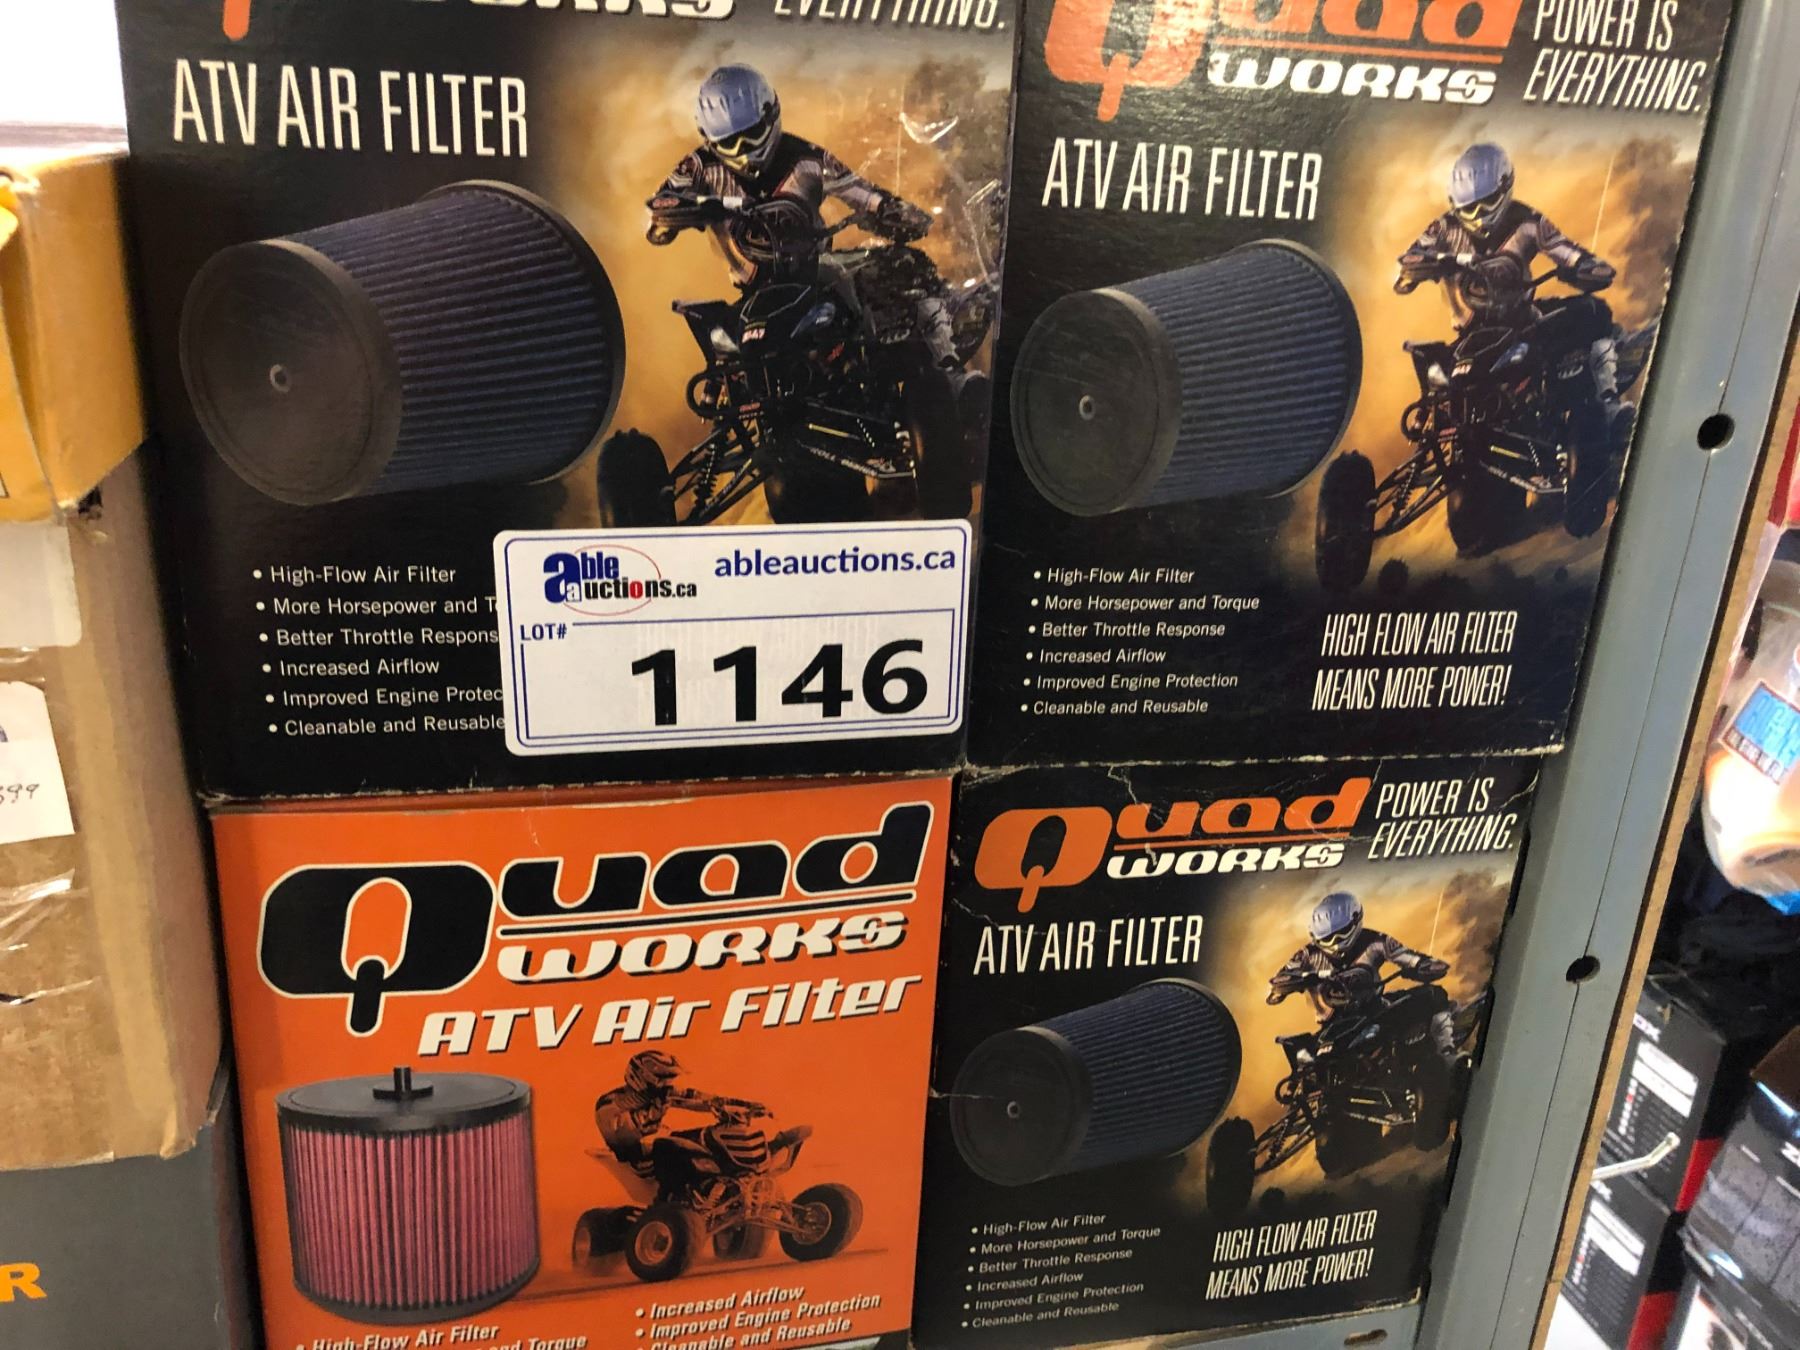 WORKS
EVERYTHING.
ATV AIR FILTER
• High-Flow Air Filter
• More Horsepower and T
• Better Throttle Respons
• Increased Airflow
• Improved Engine Protec
• Cleanable and Reusable
able auctions.ca
ableauctions.ca
LOT#
1146
Quad
WORKS
POWER IS
EVERYTHING.
ATV AIR FILTER
• High-Flow Air Filter
• More Horsepower and Torque
• Better Throttle Response
• Increased Airflow
• Improved Engine Protection
• Cleanable and Reusable
HIGH FLOW AIR FILTER
MEANS MORE POWER!
Quad
WORKS
ATV Air Filter
• High-Flow Air Filter
and Torque
• Increased Airflow
• Improved Engine Protection
• Cleanable and Reusable
Quad
WORKS
POWER IS
EVERYTHING.
ATV AIR FILTER
• High-Flow Air Filter
• More Horsepower and Torque
• Better Throttle Response
• Increased Airflow
• Improved Engine Protection
• Cleanable and Reusable
HIGH FLOW AIR FILTER
MEANS MORE POWER!
R